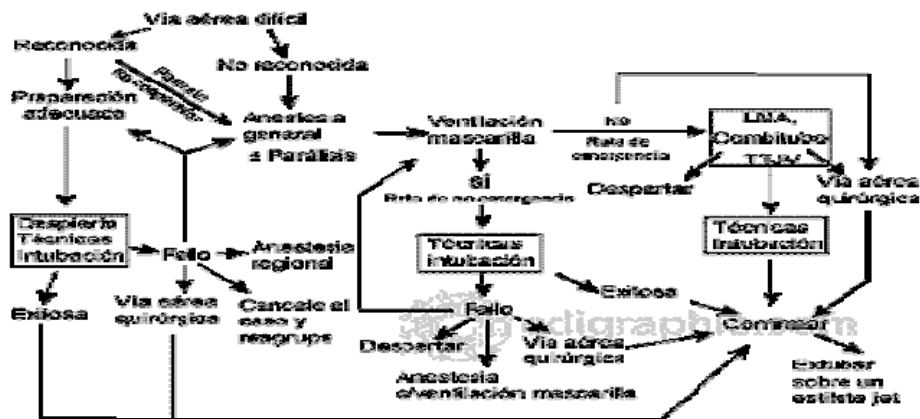 Vía aérea difícil
Reconocida
No reconocida
Preparación
adecuada
Anestesia
general
± Parálisis
Ventilación
mascarilla
No
Ruta de
emergencia
LMA,
Combitubo
TTJV
Despertar
Vía aérea
quirúrgica
Sí
Ruta de no emergencia
Despierto
Técnicas
Intubación
Fallo
Anestesia
regional
Técnicas
intubación
Técnicas
Intubación
Exitosa
Vía aérea
quirúrgica
Cancele el
caso y
reagrupe
Fallo
Exitosa
Confirmar
Despertar
Vía aérea
quirúrgica
Anestesia
c/ventilación mascarilla
Extubar
sobre un
estilete jet